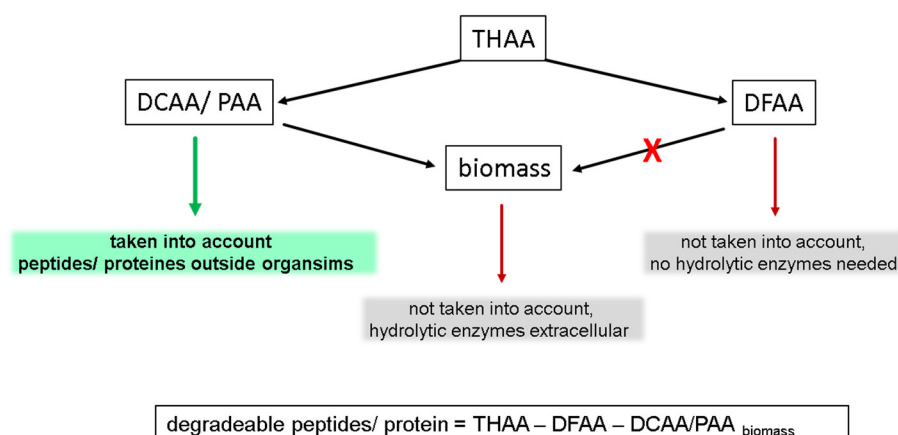 THAA
DCAA/ PAA
DFAA
X
biomass
taken into account
peptides/ proteines outside organsims
not taken into account,
no hydrolytic enzymes needed
not taken into account,
hydrolytic enzymes extracellular
degradeable peptides/ protein = THAA – DFAA – DCAA/PAA biomass